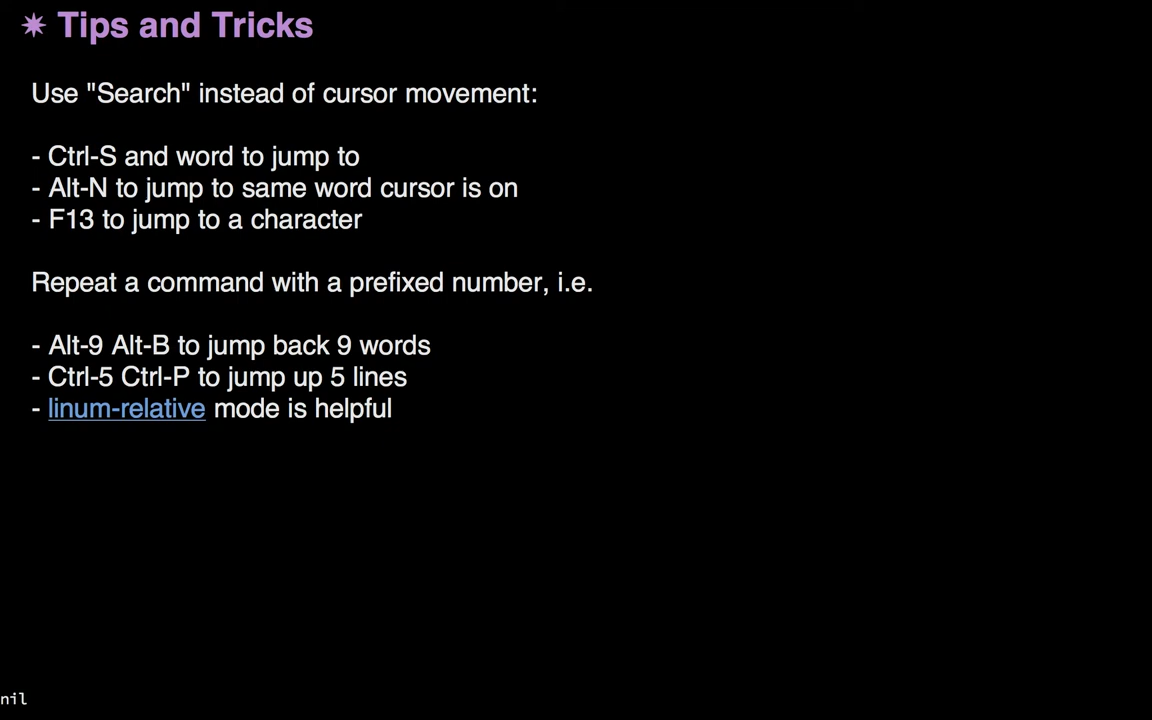 ✷ Tips and Tricks
Use "Search" instead of cursor movement:
- Ctrl-S and word to jump to
- Alt-N to jump to same word cursor is on
- F13 to jump to a character
Repeat a command with a prefixed number, i.e.
- Alt-9 Alt-B to jump back 9 words
- Ctrl-5 Ctrl-P to jump up 5 lines
- linum-relative mode is helpful
nil